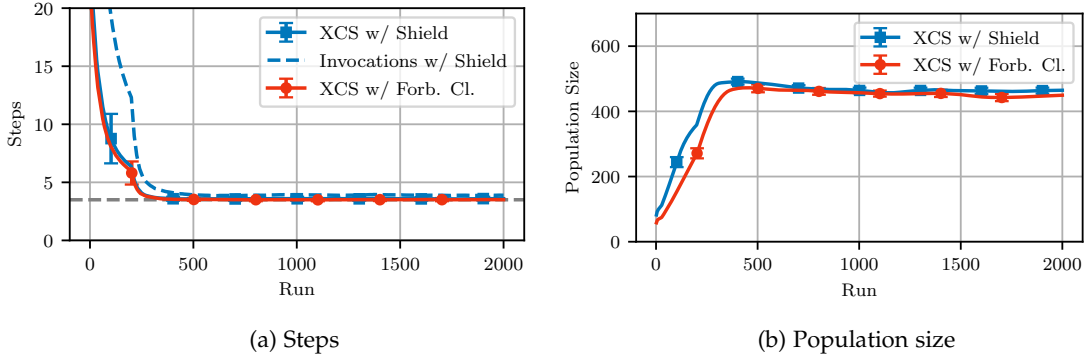 20
15
10
5
0
Steps
0
500
1000
1500
2000
Run
XCS w/ Shield
Invocations w/ Shield
XCS w/ Forb. Cl.
(a) Steps
600
400
200
0
Population Size
0
500
1000
1500
2000
Run
XCS w/ Shield
XCS w/ Forb. Cl.
(b) Population size